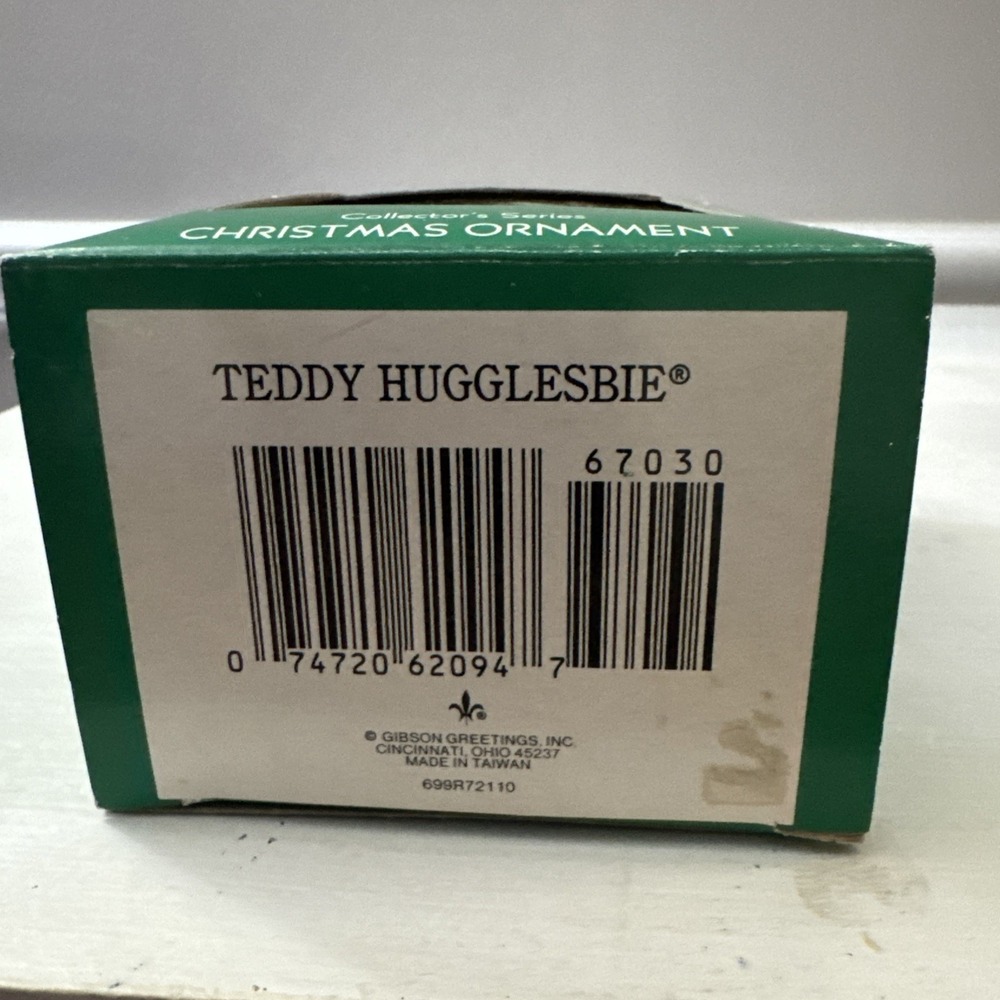 Collector's Series
CHRISTMAS ORNAMENT
TEDDY HUGGLESBIE®
67030
0 74720 62094 7
®
© GIBSON GREETINGS, INC.
CINCINNATI, OHIO 45237
MADE IN TAIWAN
699R72110